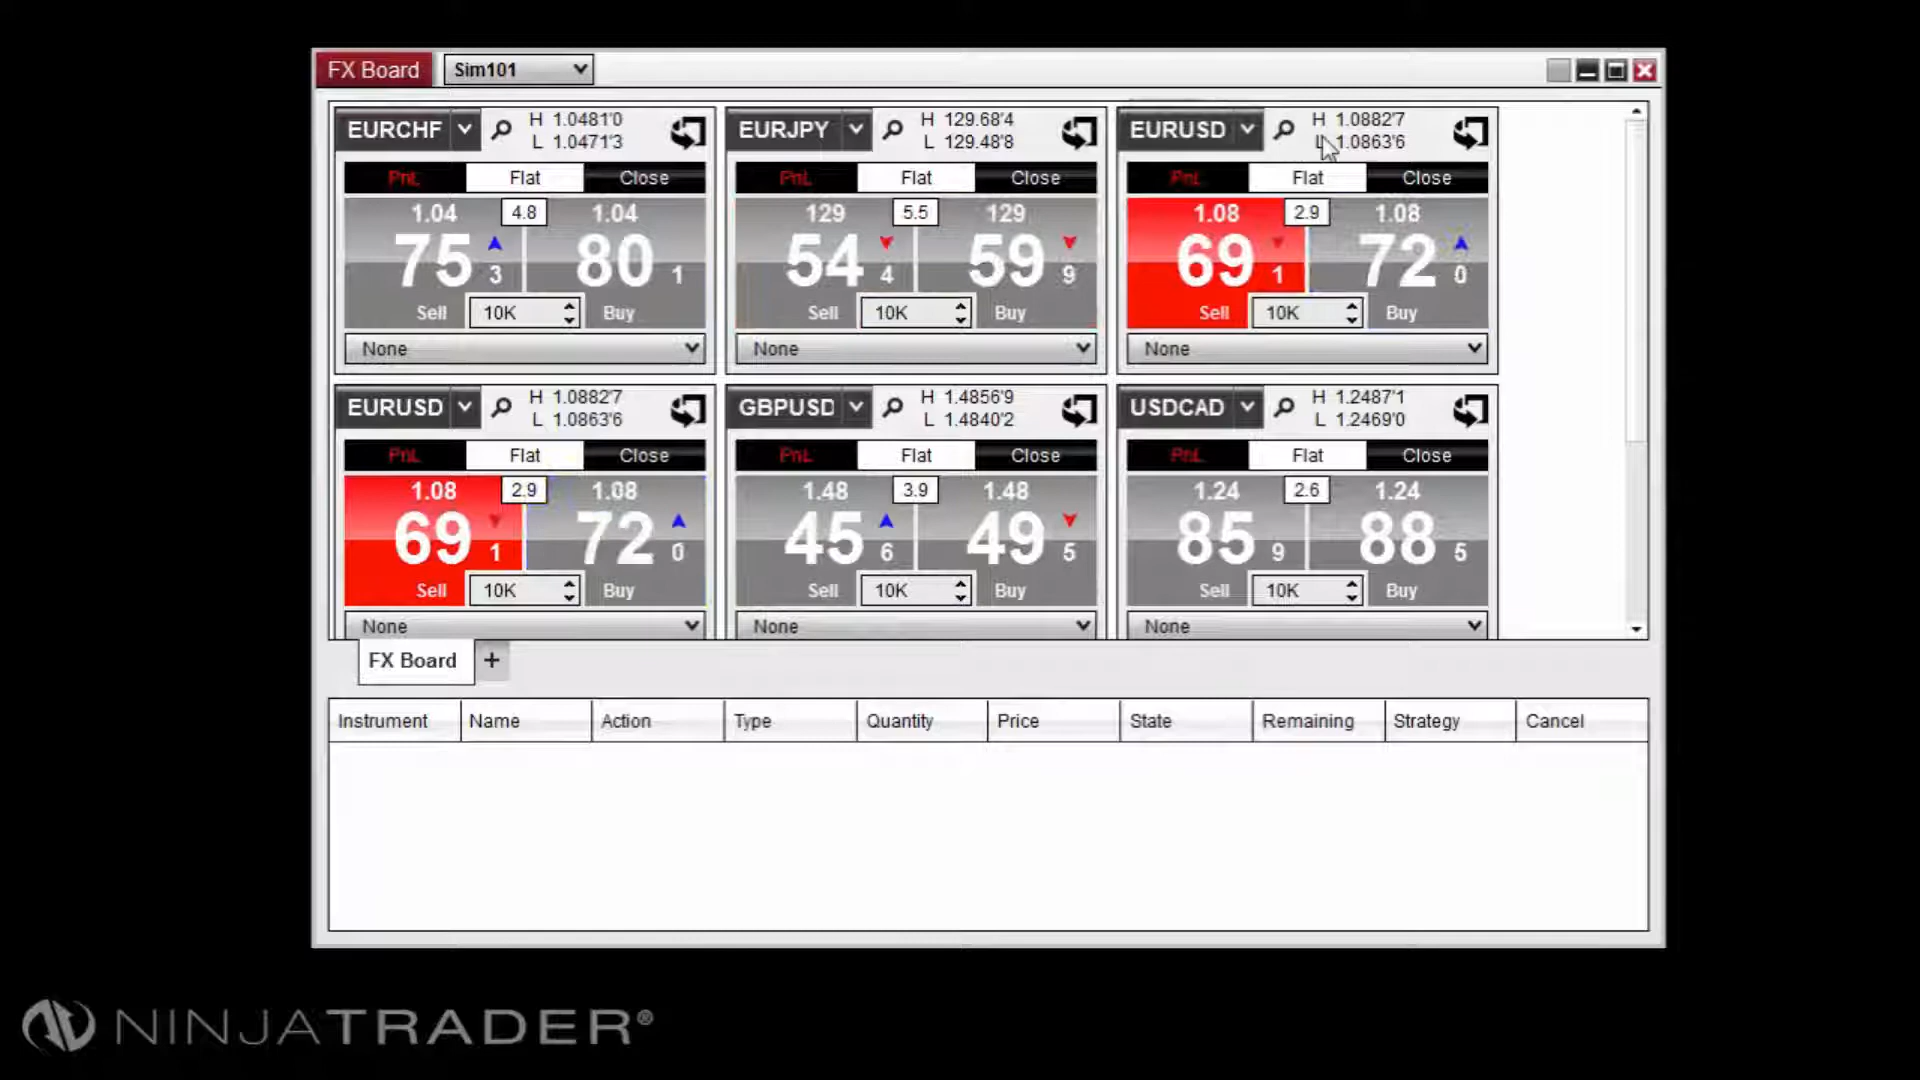 FX Board Sim101
EURCHF H 1.0481'0
L 1.0471'3
PnL Flat Close
1.04 4.8 1.04
75 3 80 1
Sell 10K Buy
None
EURJPY H 129.68'4
L 129.48'8
PnL Flat Close
129 5.5 129
54 4 59 9
Sell 10K Buy
None
EURUSD H 1.0882'7
L 1.0863'6
PnL Flat Close
1.08 2.9 1.08
69 1 72 0
Sell 10K Buy
None
EURUSD H 1.0882'7
L 1.0863'6
PnL Flat Close
1.08 2.9 1.08
69 1 72 0
Sell 10K Buy
None
GBPUSD H 1.4856'9
L 1.4840'2
PnL Flat Close
1.48 3.9 1.48
45 6 49 5
Sell 10K Buy
None
USDCAD H 1.2487'1
L 1.2469'0
PnL Flat Close
1.24 2.6 1.24
85 9 88 5
Sell 10K Buy
None
FX Board +
Instrument Name Action Type Quantity Price State Remaining Strategy Cancel
NINJATRADER®